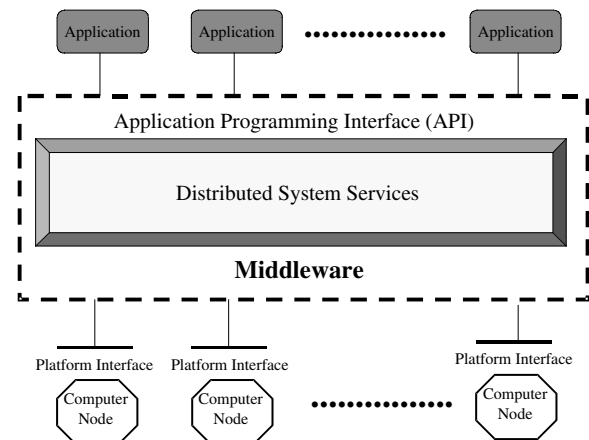 Application Application Application
Application Programming Interface (API)
Distributed System Services
Middleware
Platform Interface Platform Interface Platform Interface
Computer Node Computer Node Computer Node